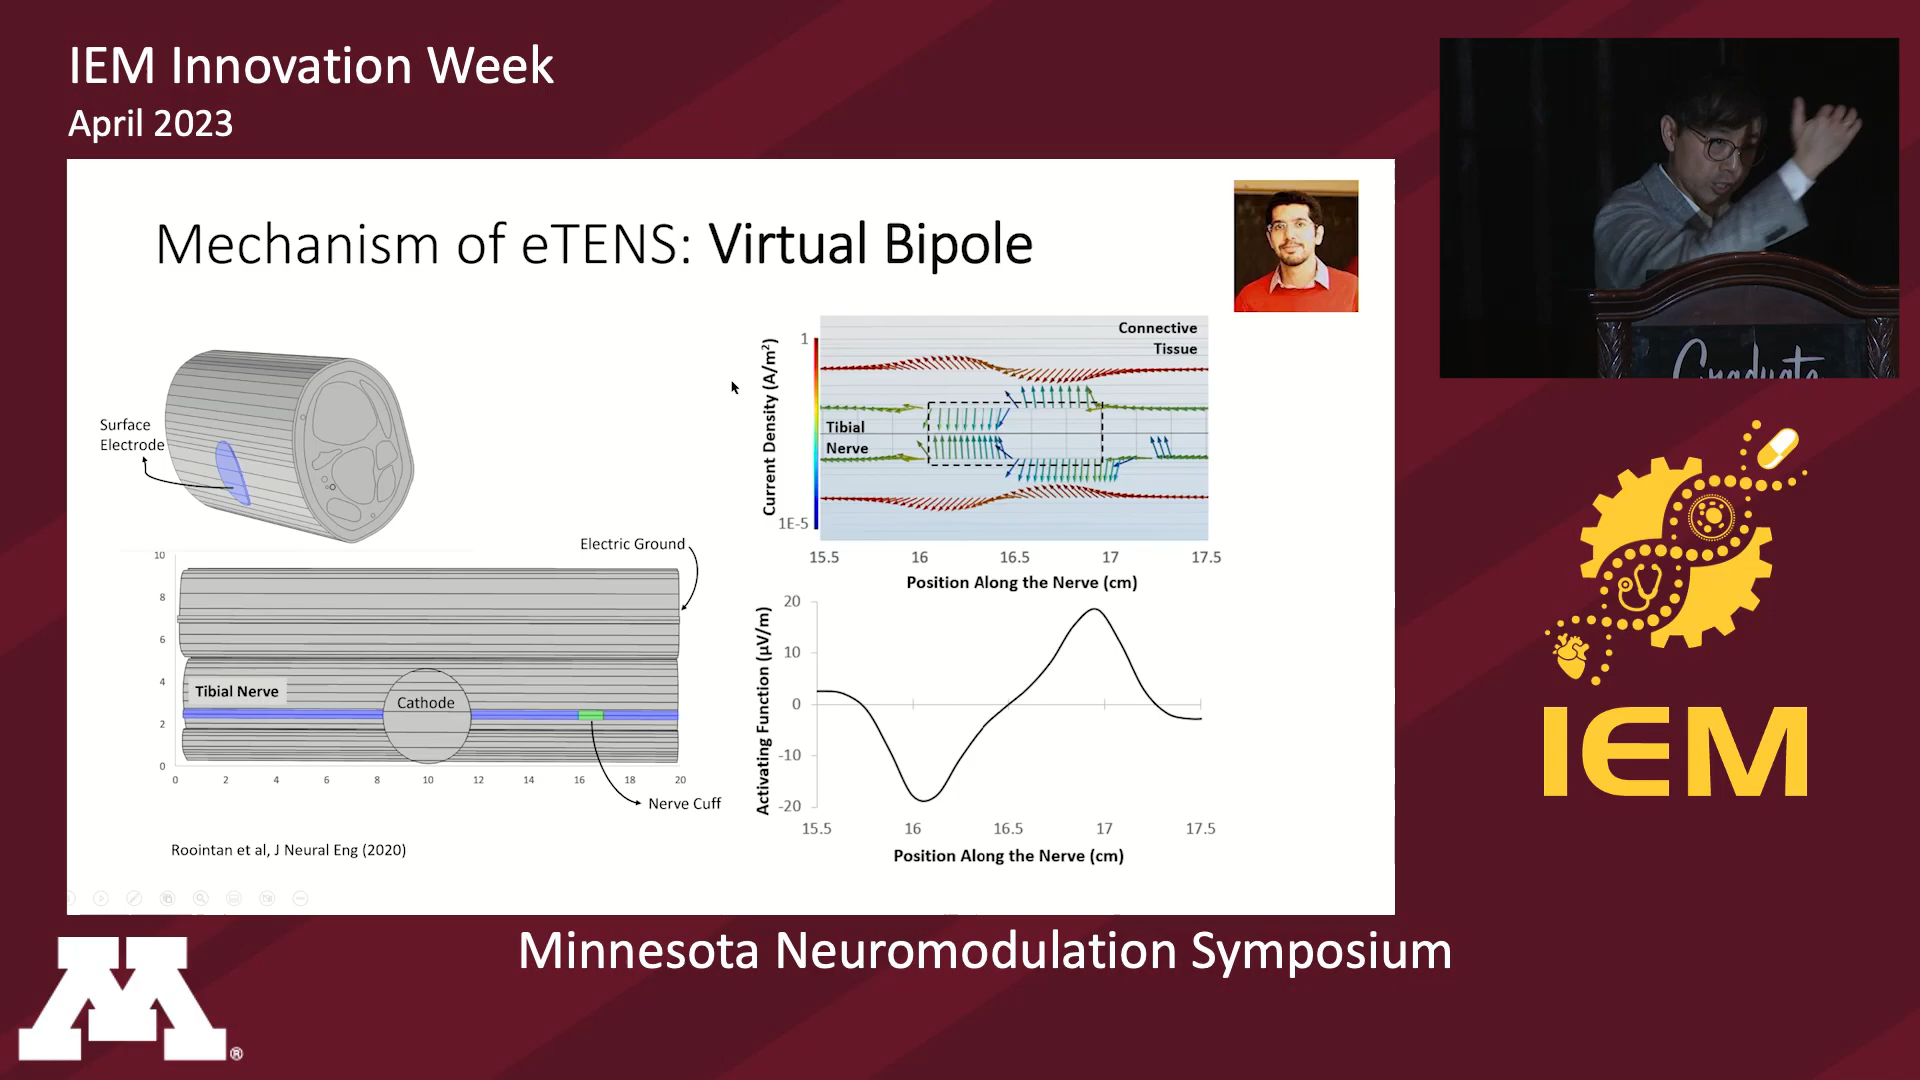 IEM Innovation Week
April 2023
Mechanism of eTENS: Virtual Bipole
Surface
Electrode
Electric Ground
10
8
6
4
2
0
Tibial Nerve
Cathode
0 2 4 6 8 10 12 14 16 18 20
Nerve Cuff
Roointan et al, J Neural Eng (2020)
Current Density (A/m²)
1
1E-5
Connective
Tissue
Tibial
Nerve
15.5 16 16.5 17 17.5
Position Along the Nerve (cm)
Activating Function (µV/m)
20
10
0
-10
-20
15.5 16 16.5 17 17.5
Position Along the Nerve (cm)
Graduate
IEM
Minnesota Neuromodulation Symposium
M®